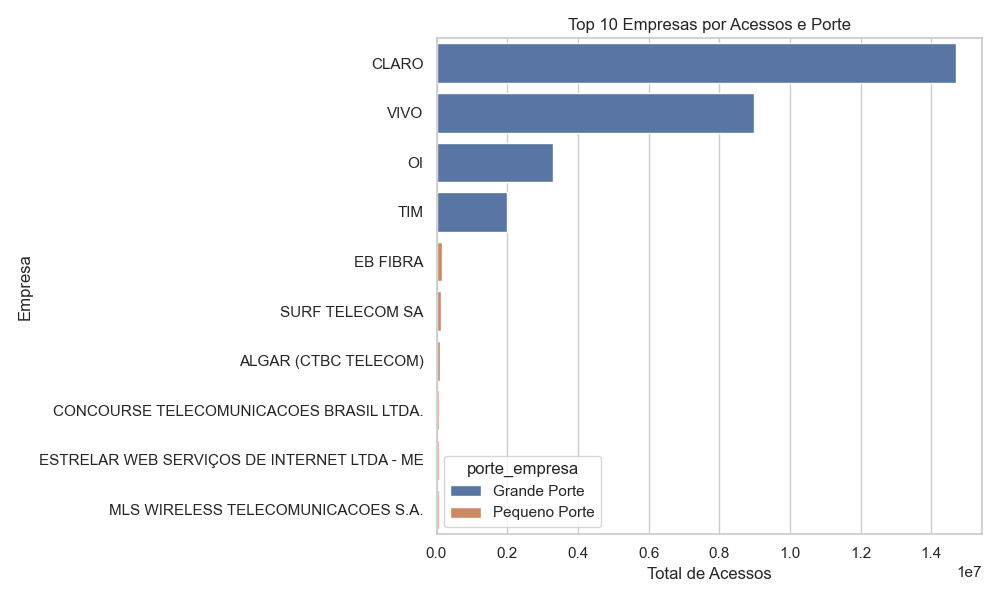 Top 10 Empresas por Acessos e Porte
CLARO
VIVO
OI
TIM
EB FIBRA
SURF TELECOM SA
ALGAR (CTBC TELECOM)
CONCOURSE TELECOMUNICACOES BRASIL LTDA.
ESTRELAR WEB SERVIÇOS DE INTERNET LTDA - ME
MLS WIRELESS TELECOMUNICACOES S.A.
Empresa
porte_empresa
Grande Porte
Pequeno Porte
0.0 0.2 0.4 0.6 0.8 1.0 1.2 1.4
1e7
Total de Acessos